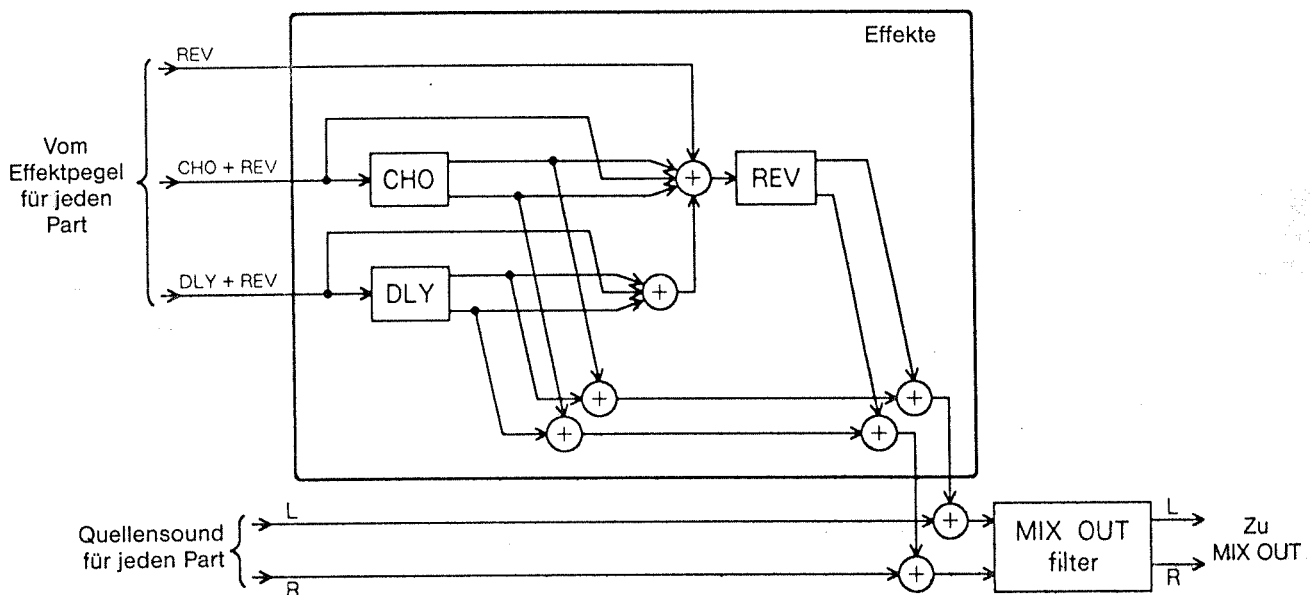 Effekte
REV
Vom
Effektpegel
für jeden
Part
CHO + REV
CHO
+
REV
DLY + REV
DLY
+
+
+
+
+
Quellensound
für jeden Part
L
R
+
+
MIX OUT
filter
L
R
Zu
MIX OUT